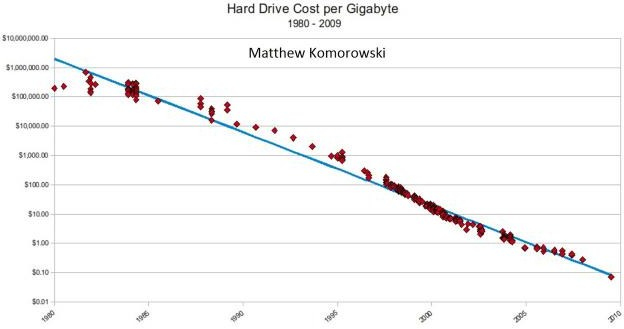 Hard Drive Cost per Gigabyte
1980 - 2009
Matthew Komorowski
$10,000,000.00
$1,000,000.00
$100,000.00
$10,000.00
$1,000.00
$100.00
$10.00
$1.00
$0.10
$0.01
1980 1985 1990 1995 2000 2005 2010